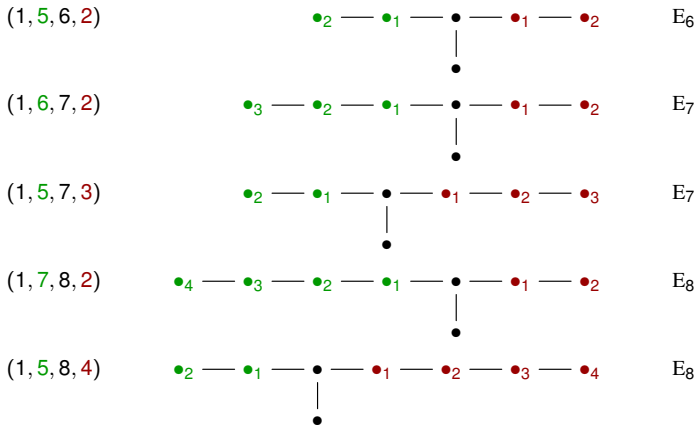 (1, 5, 6, 2) 2 1 1 2 E6
(1, 6, 7, 2) 3 2 1 1 2 E7
(1, 5, 7, 3) 2 1 1 2 3 E7
(1, 7, 8, 2) 4 3 2 1 1 2 E8
(1, 5, 8, 4) 2 1 1 2 3 4 E8